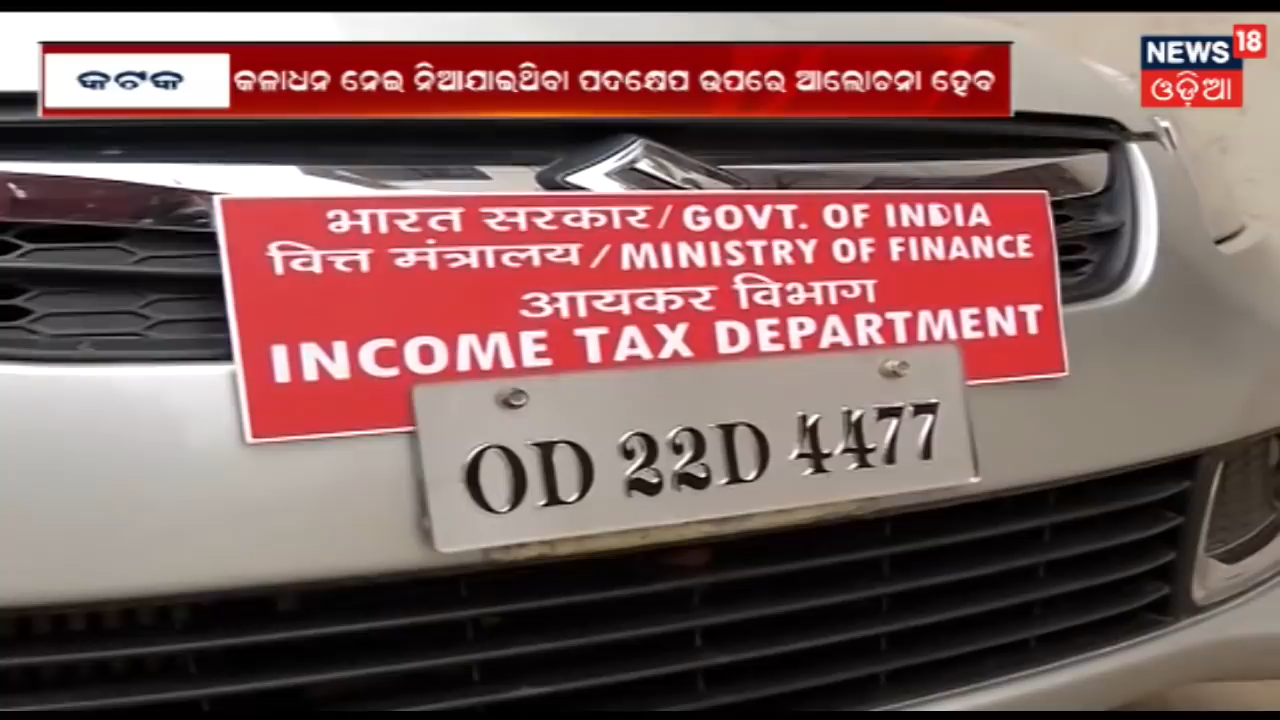 କଟକ
କଳାଧନ ନେଇ ନିଆଯାଇଥିବା ପଦକ୍ଷେପ ଉପରେ ଆଲୋଚନା ହେବ
NEWS 18
ଓଡ଼ିଆ
भारत सरकार / GOVT. OF INDIA
वित्त मंत्रालय / MINISTRY OF FINANCE
आयकर विभाग
INCOME TAX DEPARTMENT
OD 22D 4477